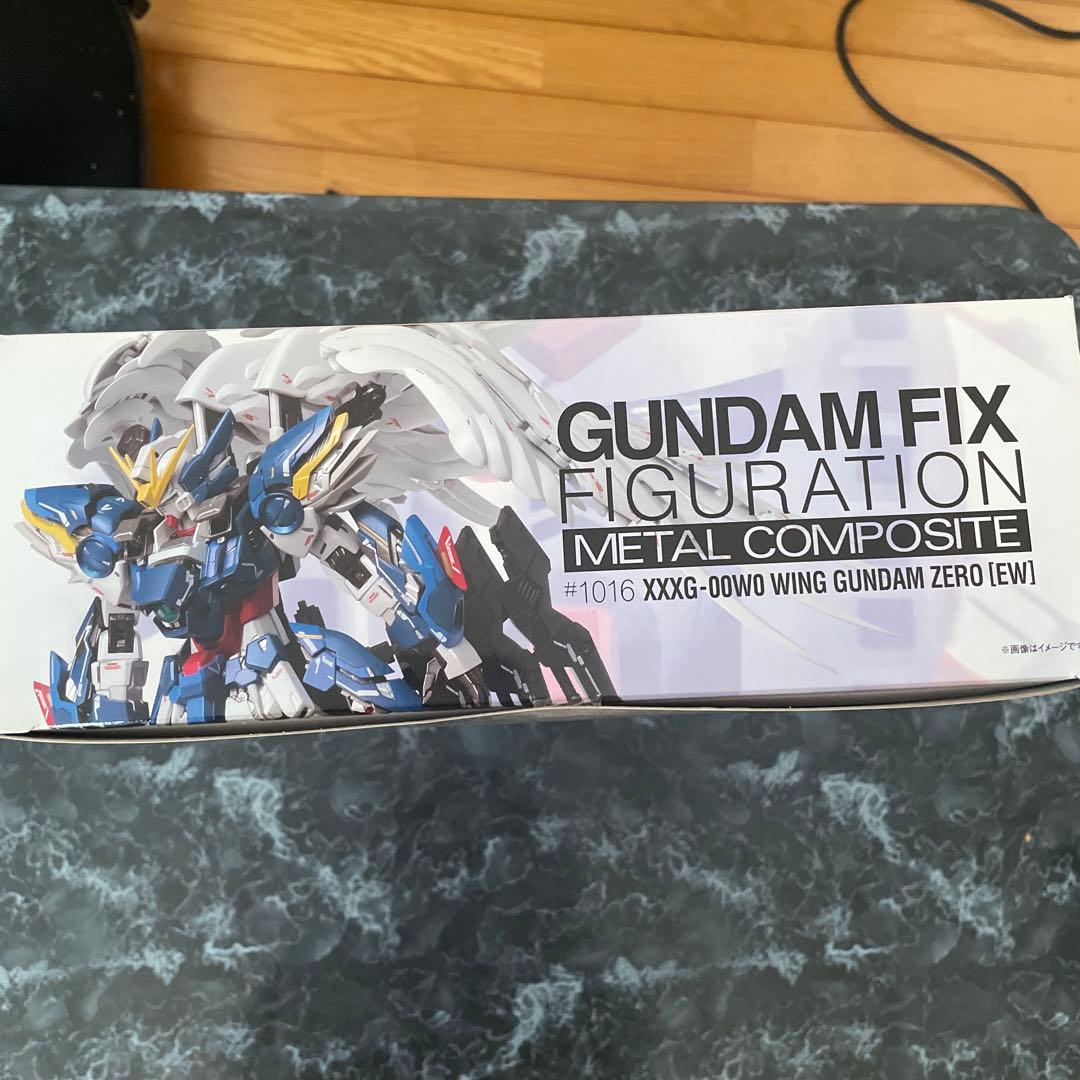 GUNDAM FIX
FIGURATION
METAL COMPOSITE
#1016 XXXG-00W0 WING GUNDAM ZERO [EW]
※画像はイメージです